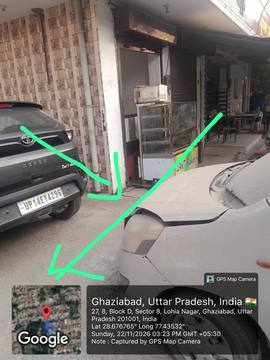 UP14EY4296
GPS Map Camera
Ghaziabad, Uttar Pradesh, India 🇮🇳
27, 8, Block D, Sector 8, Lohia Nagar, Ghaziabad, Uttar
Pradesh 201001, India
Lat 28.676765° Long 77.43532°
Sunday, 22/11/2026 03:23 PM GMT +05:30
Note : Captured by GPS Map Camera
Google